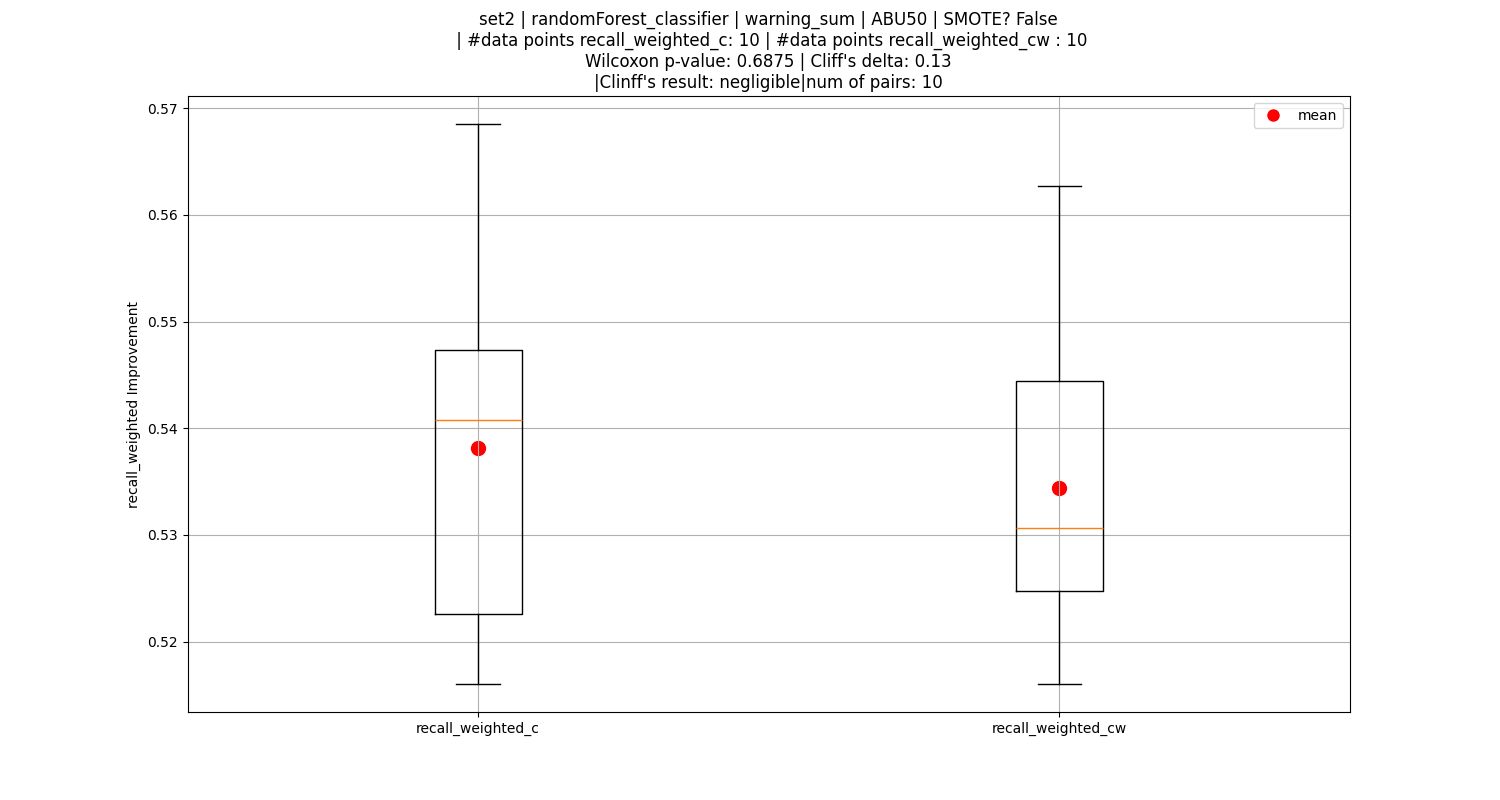 set2 | randomForest_classifier | warning_sum | ABU50 | SMOTE? False
| #data points recall_weighted_c: 10 | #data points recall_weighted_cw : 10
Wilcoxon p-value: 0.6875 | Cliff's delta: 0.13
|Clinff's result: negligible|num of pairs: 10
mean
0.57
0.56
0.55
0.54
0.53
0.52
recall_weighted Improvement
recall_weighted_c
recall_weighted_cw